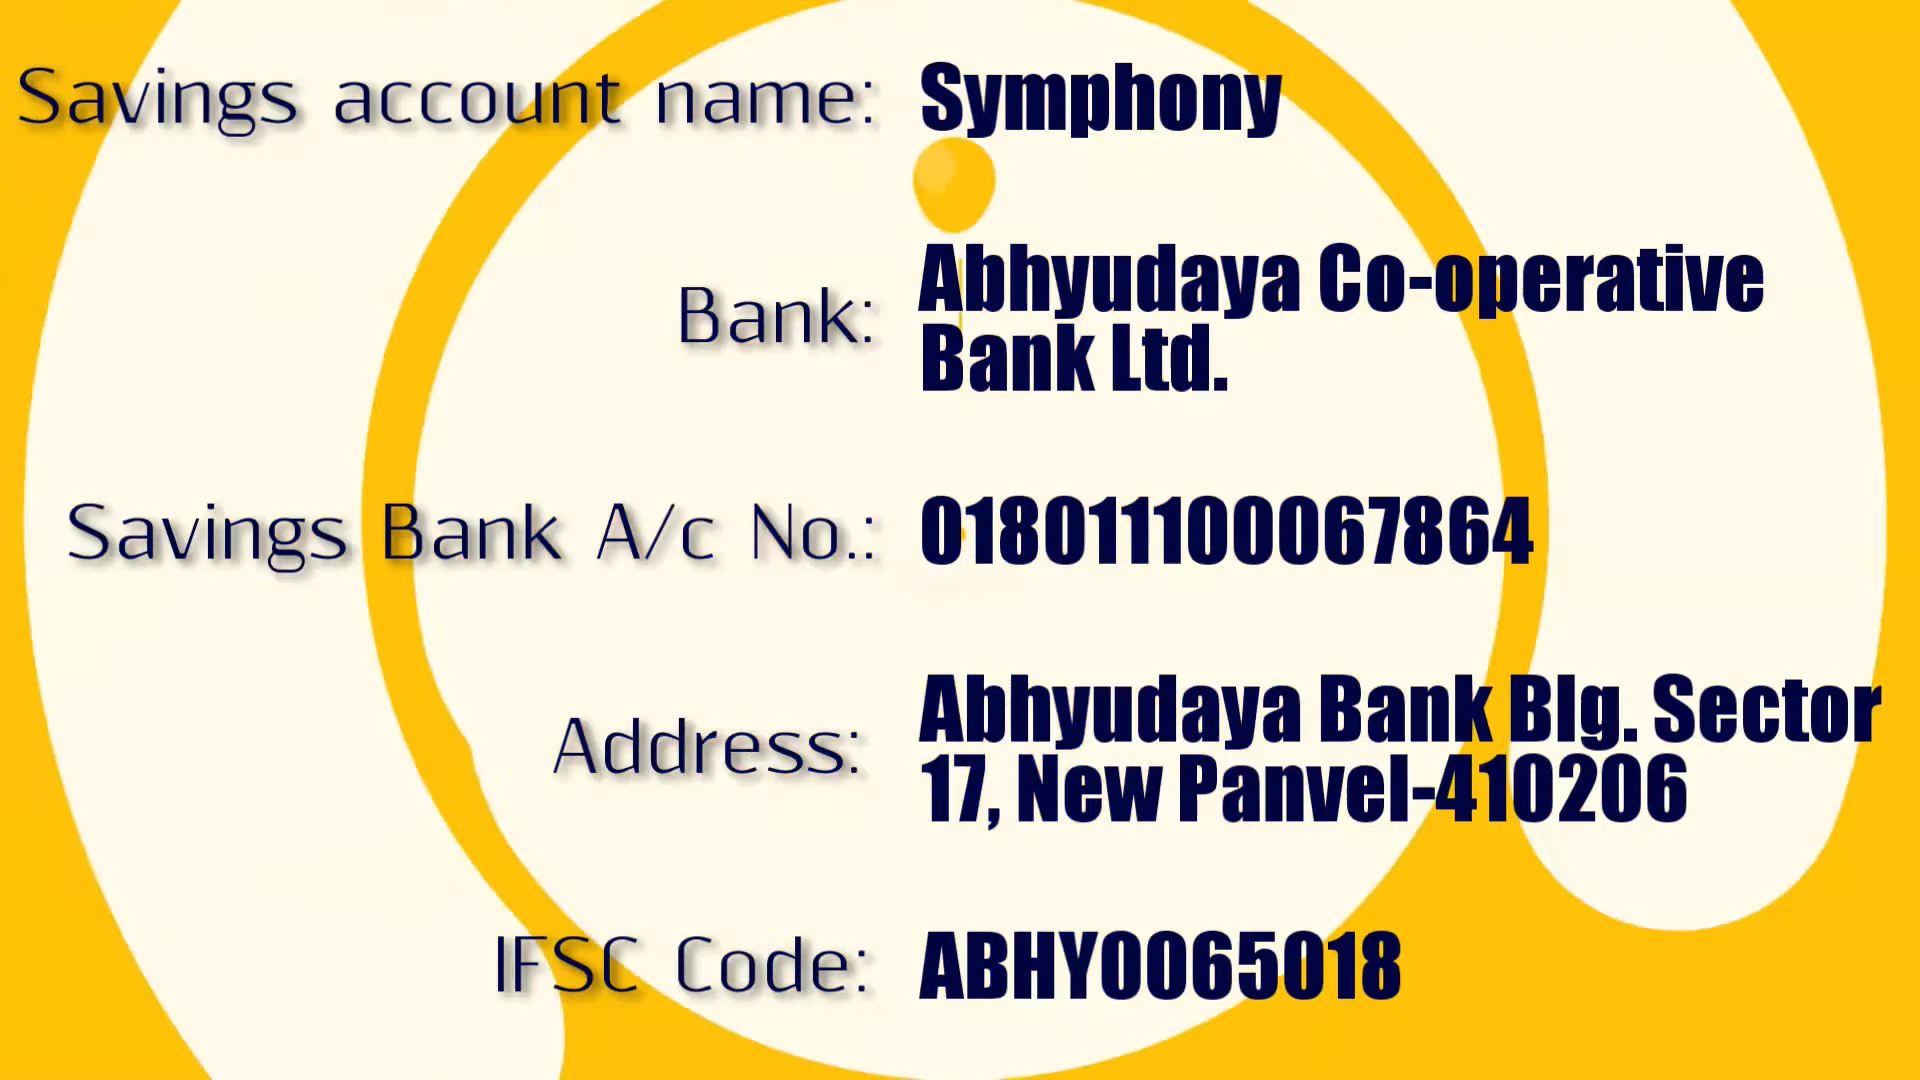 Savings account name: Symphony
Bank: Abhyudaya Co-operative
Bank Ltd.
Savings Bank A/c No.: 018011100067864
Address: Abhyudaya Bank Blg. Sector
17, New Panvel-410206
IFSC Code: ABHY0065018